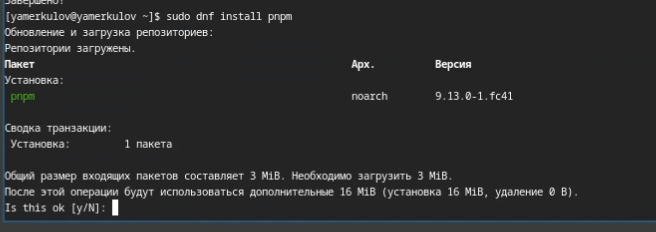 Завершено!
[yamerkulov@yamerkulov ~]$ sudo dnf install pnpm
Обновление и загрузка репозиториев:
Репозитории загружены.
Пакет Арх. Версия
Установка:
pnpm noarch 9.13.0-1.fc41
Сводка транзакции:
Установка: 1 пакета
Общий размер входящих пакетов составляет 3 MiB. Необходимо загрузить 3 MiB.
После этой операции будут использоваться дополнительные 16 MiB (установка 16 MiB, удаление 0 B).
Is this ok [y/N]: